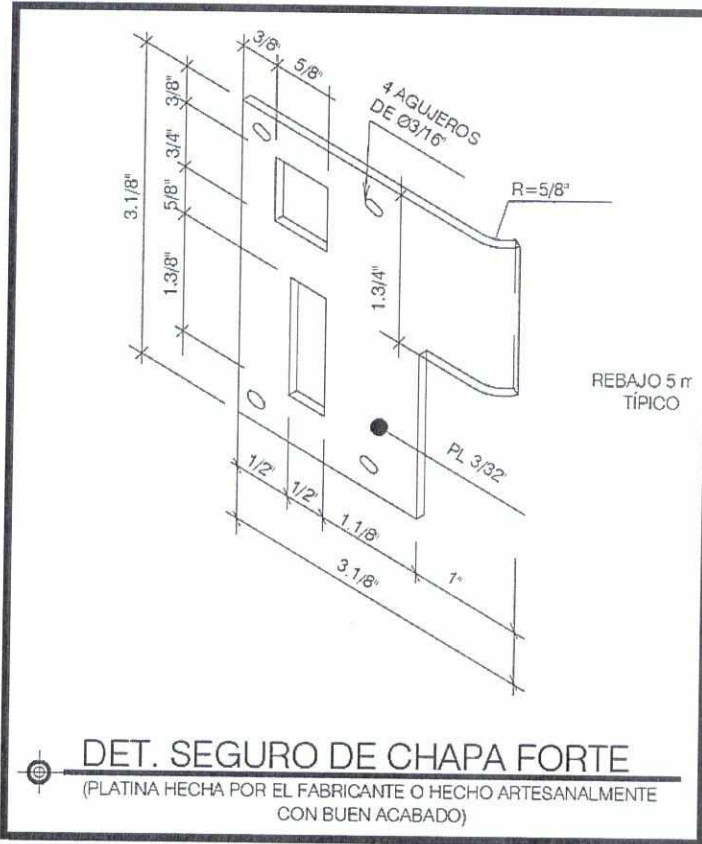 3/8"
5/8"
4 AGUJEROS
DE Ø3/16"
3/8"
3/4"
5/8"
3.1/8"
1.3/8"
R=5/8"
1.3/4"
REBAJO 5 m
TÍPICO
PL 3/32"
1/2"
1/2"
1.1/8"
1"
3.1/8"
DET. SEGURO DE CHAPA FORTE
(PLATINA HECHA POR EL FABRICANTE O HECHO ARTESANALMENTE
CON BUEN ACABADO)